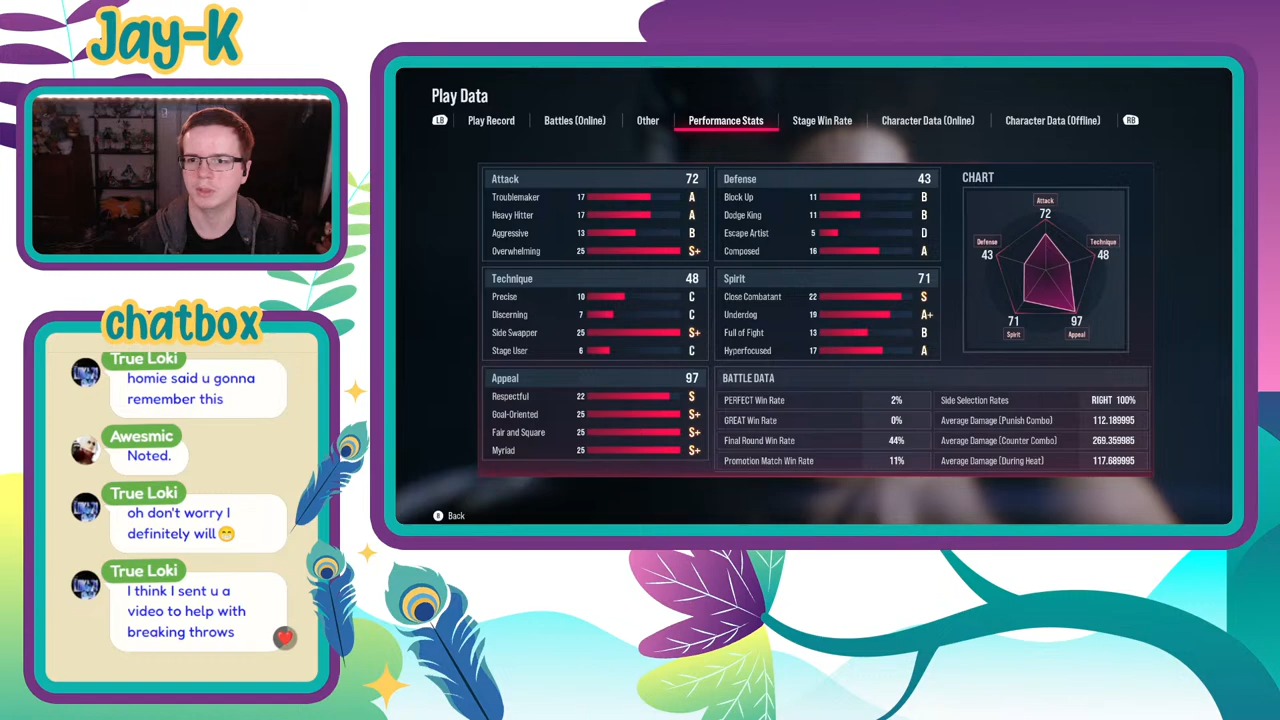 Jay-K
chatbox
True Loki
homie said u gonna
remember this
Awesmic
Noted.
True Loki
oh don't worry I
definitely will😁
True Loki
I think I sent u a
video to help with
breaking throws
Play Data
LB Play Record Battles (Online) Other Performance Stats Stage Win Rate Character Data (Online) Character Data (Offline) RB
Attack 72
Troublemaker 17 A
Heavy Hitter 17 A
Aggressive 13 B
Overwhelming 25 S+
Defense 43
Block Up 11 B
Dodge King 11 B
Escape Artist 5 D
Composed 16 A
Technique 48
Precise 10 C
Discerning 7 C
Side Swapper 25 S+
Stage User 6 C
Spirit 71
Close Combatant 22 S
Underdog 19 A+
Full of Fight 13 B
Hyperfocused 17 A
Appeal 97
Respectful 22 S
Goal-Oriented 25 S+
Fair and Square 25 S+
Myriad 25 S+
BATTLE DATA
PERFECT Win Rate 2%
GREAT Win Rate 0%
Final Round Win Rate 44%
Promotion Match Win Rate 11%
Side Selection Rates RIGHT 100%
Average Damage (Punish Combo) 112.189995
Average Damage (Counter Combo) 269.359985
Average Damage (During Heat) 117.689995
CHART
Attack
72
Defense
43
Technique
48
71
Spirit
97
Appeal
B Back